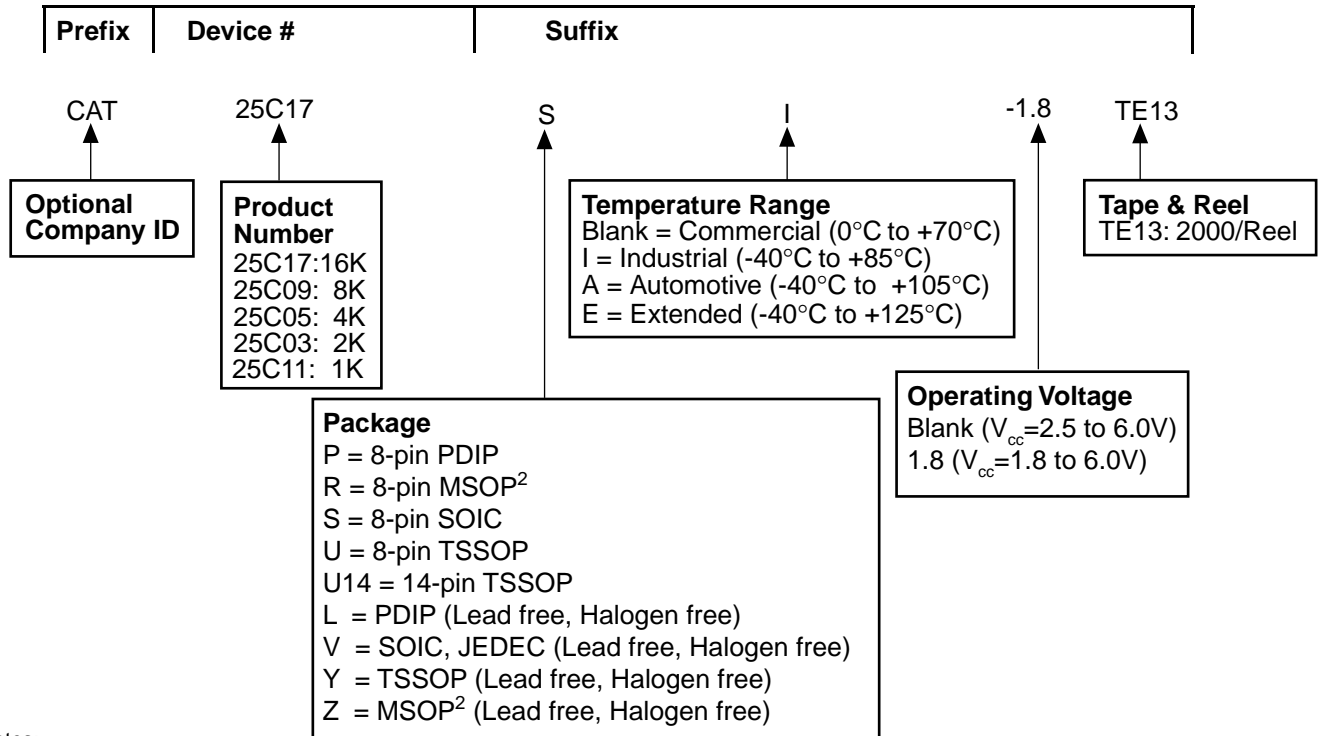 Prefix Device # Suffix
CAT 25C17 S I -1.8 TE13
Optional
Company ID
Product
Number
25C17:16K
25C09: 8K
25C05: 4K
25C03: 2K
25C11: 1K
Temperature Range
Blank = Commercial (0°C to +70°C)
I = Industrial (-40°C to +85°C)
A = Automotive (-40°C to +105°C)
E = Extended (-40°C to +125°C)
Tape & Reel
TE13: 2000/Reel
Operating Voltage
Blank (Vcc=2.5 to 6.0V)
1.8 (Vcc=1.8 to 6.0V)
Package
P = 8-pin PDIP
R = 8-pin MSOP2
S = 8-pin SOIC
U = 8-pin TSSOP
U14 = 14-pin TSSOP
L = PDIP (Lead free, Halogen free)
V = SOIC, JEDEC (Lead free, Halogen free)
Y = TSSOP (Lead free, Halogen free)
Z = MSOP2 (Lead free, Halogen free)